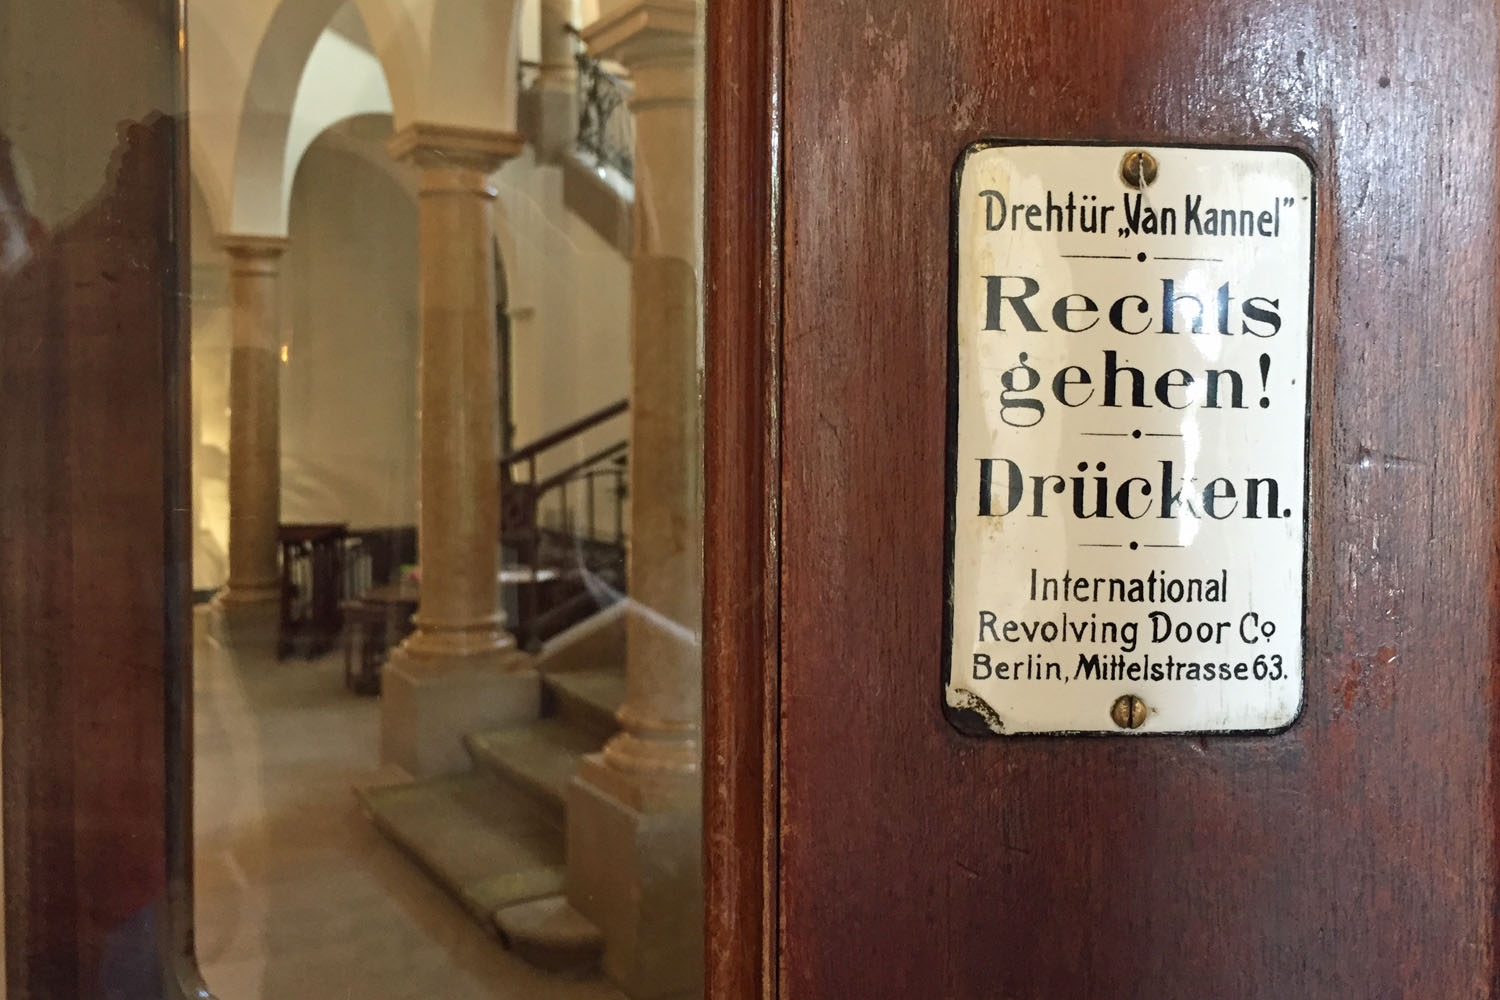 Drehtür „Van Kannel”
Rechts
gehen!
Drücken.
International
Revolving Door Co.
Berlin, Mittelstrasse 63.